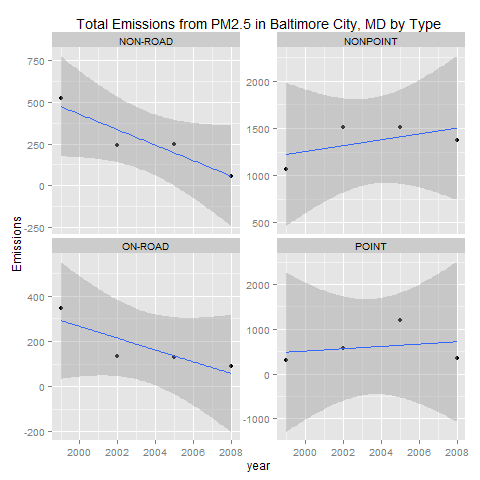 Total Emissions from PM2.5 in Baltimore City, MD by Type
NON-ROAD
NONPOINT
750
500
250
0
-250
2000
1500
1000
500
Emissions
ON-ROAD
POINT
400
200
0
-200
2000
1000
0
-1000
2000 2002 2004 2006 2008
2000 2002 2004 2006 2008
year